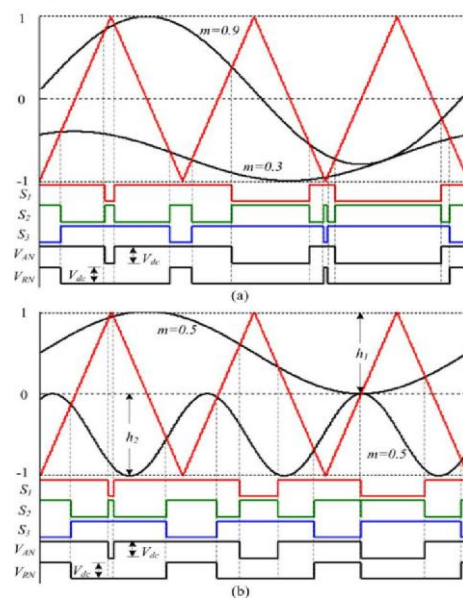 1
m=0.9
0
m=0.3
-1
S1
S2
S3
VAN
Vdc
VRN
Vdc
(a)
1
m=0.5
h1
0
h2
m=0.5
-1
S1
S2
S3
VAN
Vdc
VRN
Vdc
(b)